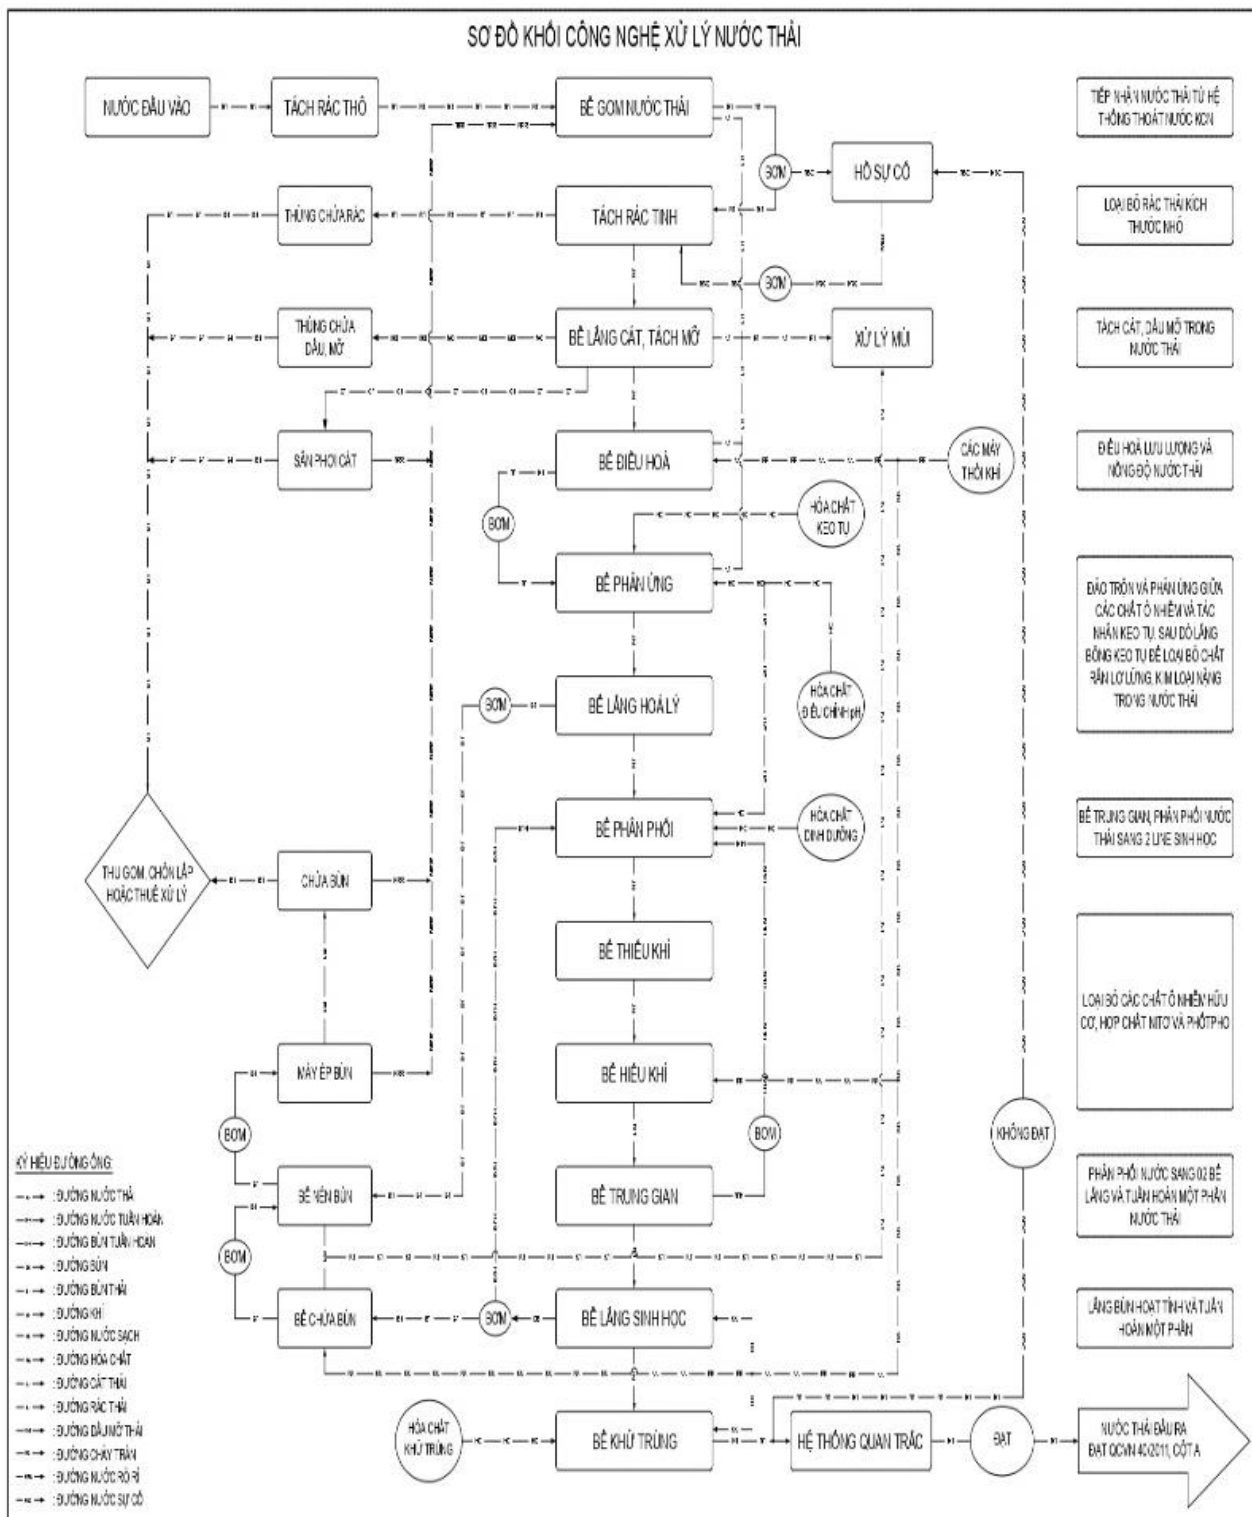 SƠ ĐỒ KHỐI CÔNG NGHỆ XỬ LÝ NƯỚC THẢI
NƯỚC ĐẦU VÀO
TÁCH RÁC THÔ
BỂ GOM NƯỚC THẢI
TIẾP NHẬN NƯỚC THẢI TỪ HỆ
THỐNG THOÁT NƯỚC KCN
BƠM
HỒ SỰ CỐ
THÙNG CHỨA RÁC
TÁCH RÁC TINH
LOẠI BỎ RÁC THẢI KÍCH
THƯỚC NHỎ
BƠM
THÙNG CHỨA
DẦU, MỠ
BỂ LẮNG CÁT, TÁCH MỠ
XỬ LÝ MÙI
TÁCH CÁT, DẦU MỠ TRONG
NƯỚC THẢI
SÂN PHƠI CÁT
BỂ ĐIỀU HOÀ
CÁC MÁY
THỔI KHÍ
ĐIỀU HOÀ LƯU LƯỢNG VÀ
NỒNG ĐỘ NƯỚC THẢI
BƠM
HÓA CHẤT
KEO TỤ
BỂ PHẢN ỨNG
ĐẢO TRỘN VÀ PHẢN ỨNG GIỮA
CÁC CHẤT Ô NHIỄM VÀ TÁC
NHÂN KEO TỤ. SAU ĐÓ LẮNG
BÔNG KEO TỤ ĐỂ LOẠI BỎ CHẤT
RẮN LƠ LỬNG, KIM LOẠI NẶNG
TRONG NƯỚC THẢI
BƠM
BỂ LẮNG HOÁ LÝ
HÓA CHẤT
ĐIỀU CHỈNH pH
BỂ PHÂN PHỐI
HÓA CHẤT
DINH DƯỠNG
BỂ TRUNG GIAN, PHÂN PHỐI NƯỚC
THẢI SANG 2 LINE SINH HỌC
THU GOM, CHÔN LẤP
HOẶC THUÊ XỬ LÝ
CHỨA BÙN
BỂ THIẾU KHÍ
LOẠI BỎ CÁC CHẤT Ô NHIỄM HỮU
CƠ, HỢP CHẤT NITƠ VÀ PHỐTPHO
MÁY ÉP BÙN
BỂ HIẾU KHÍ
BƠM
BƠM
KHÔNG ĐẠT
BỂ NÉN BÙN
BỂ TRUNG GIAN
PHÂN PHỐI NƯỚC SANG 02 BỂ
LẮNG VÀ TUẦN HOÀN MỘT PHẦN
NƯỚC THẢI
BƠM
BỂ CHỨA BÙN
BƠM
BỂ LẮNG SINH HỌC
LẮNG BÙN HOẠT TÍNH VÀ TUẦN
HOÀN MỘT PHẦN
HÓA CHẤT
KHỬ TRÙNG
BỂ KHỬ TRÙNG
HỆ THỐNG QUAN TRẮC
ĐẠT
NƯỚC THẢI ĐẦU RA
ĐẠT QCVN 40/2011, CỘT A
KÝ HIỆU ĐƯỜNG ỐNG:
: ĐƯỜNG NƯỚC THẢI
: ĐƯỜNG NƯỚC TUẦN HOÀN
: ĐƯỜNG BÙN TUẦN HOÀN
: ĐƯỜNG BÙN
: ĐƯỜNG BÙN THẢI
: ĐƯỜNG KHÍ
: ĐƯỜNG NƯỚC SẠCH
: ĐƯỜNG HÓA CHẤT
: ĐƯỜNG CÁT THẢI
: ĐƯỜNG RÁC THẢI
: ĐƯỜNG DẦU MỠ THẢI
: ĐƯỜNG CHẢY TRÀN
: ĐƯỜNG NƯỚC RÒ RỈ
: ĐƯỜNG NƯỚC SỰ CỐ